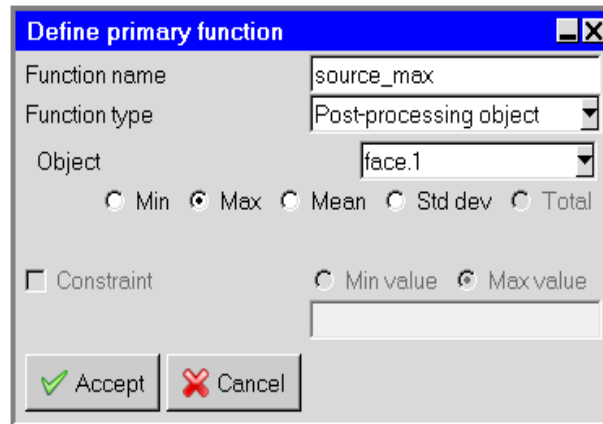 Define primary function
Function name source_max
Function type Post-processing object
Object face.1
Min Max Mean Std dev Total
Constraint Min value Max value
Accept Cancel